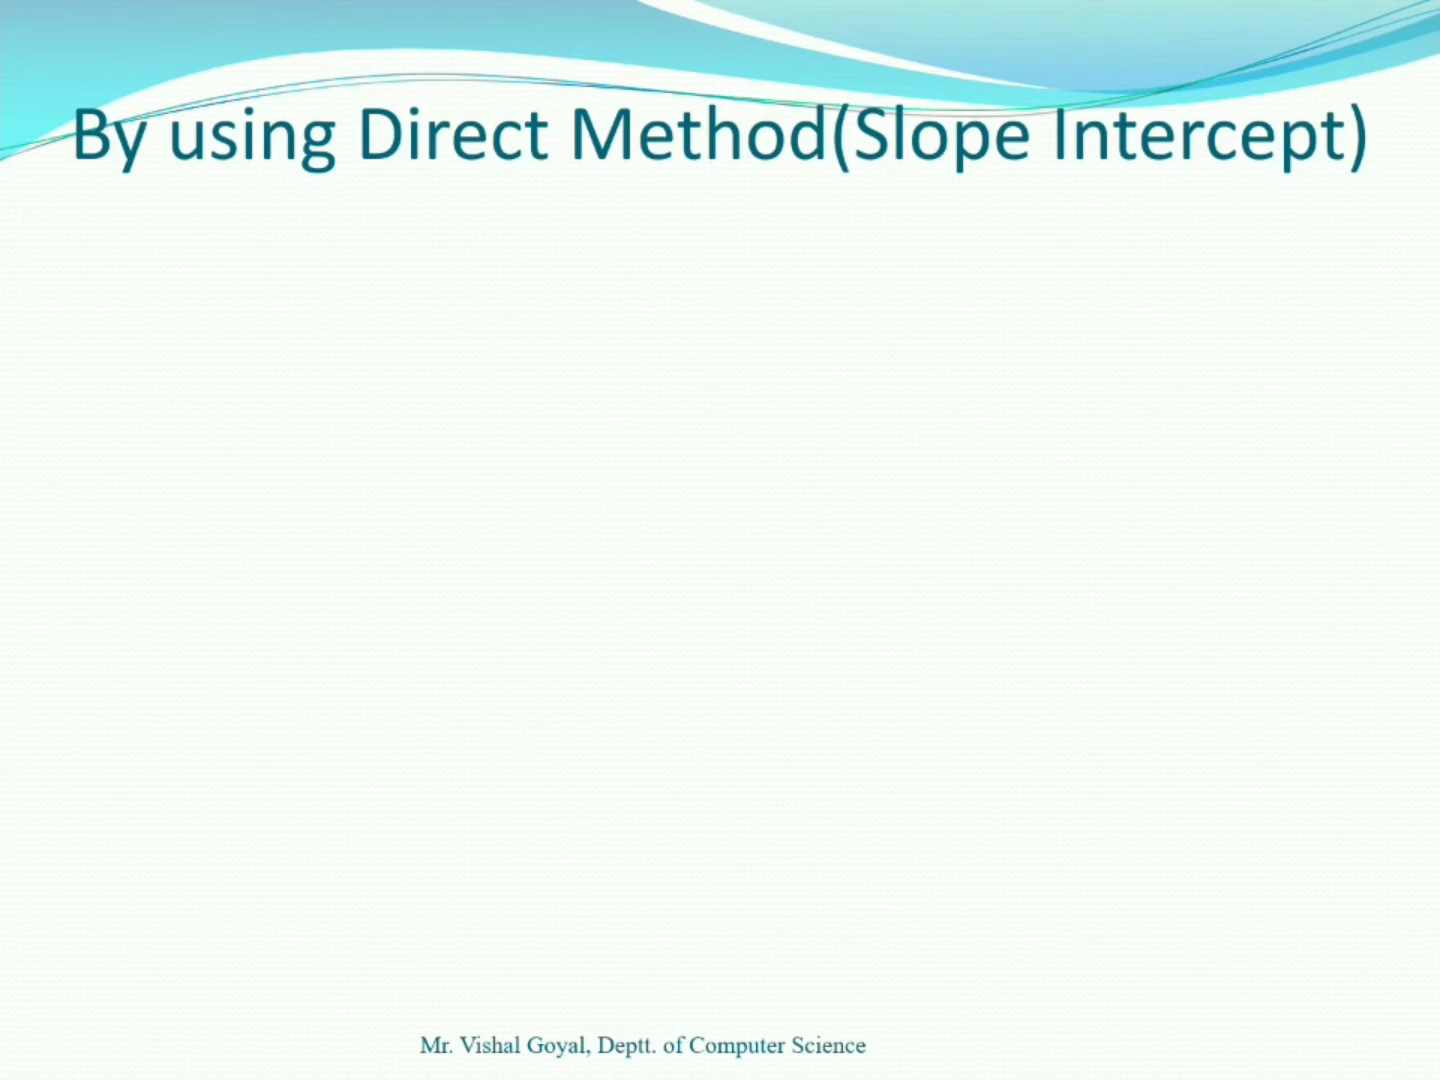 By using Direct Method(Slope Intercept)
Mr. Vishal Goyal, Deptt. of Computer Science